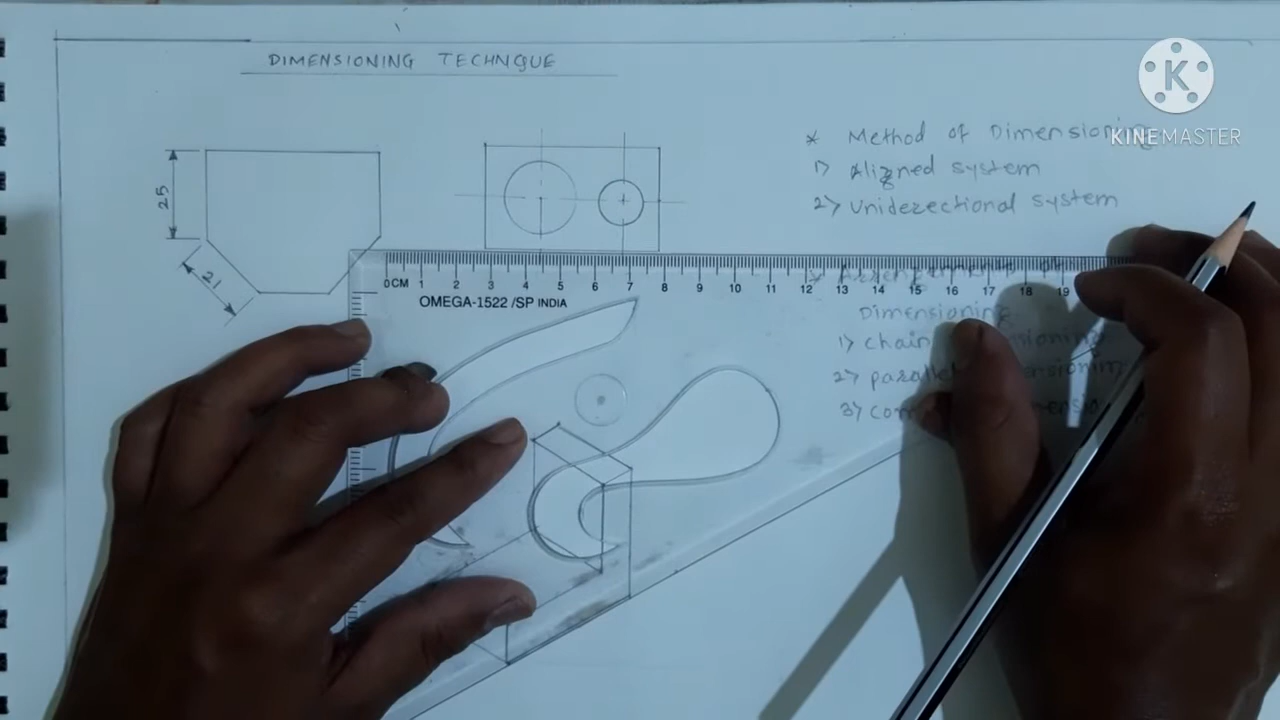 DIMENSIONING TECHNQUE
KINEMASTER
* Method of Dimensioning
1) Aligned system
2) Unidezectional system
25
21
0CM 1 2 3 4 5 6 7 8 9 10 11 12 13 14 15 16 17 18 19
OMEGA-1522 /SP INDIA
Dimensioning
1) chain
2) parallel
3)